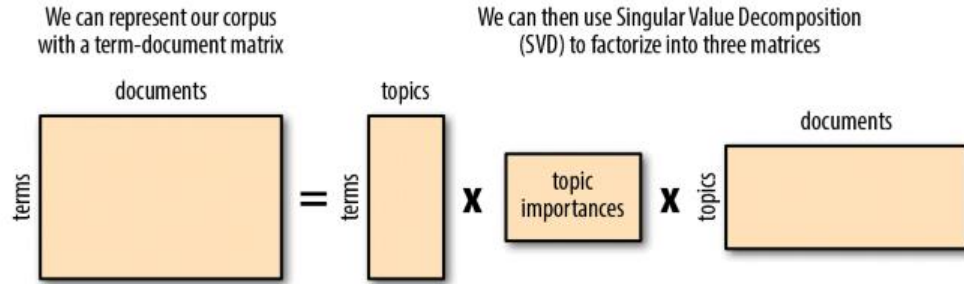 We can represent our corpus
with a term-document matrix
We can then use Singular Value Decomposition
(SVD) to factorize into three matrices
documents
terms
=
topics
terms
x
topic
importances
x
documents
topics